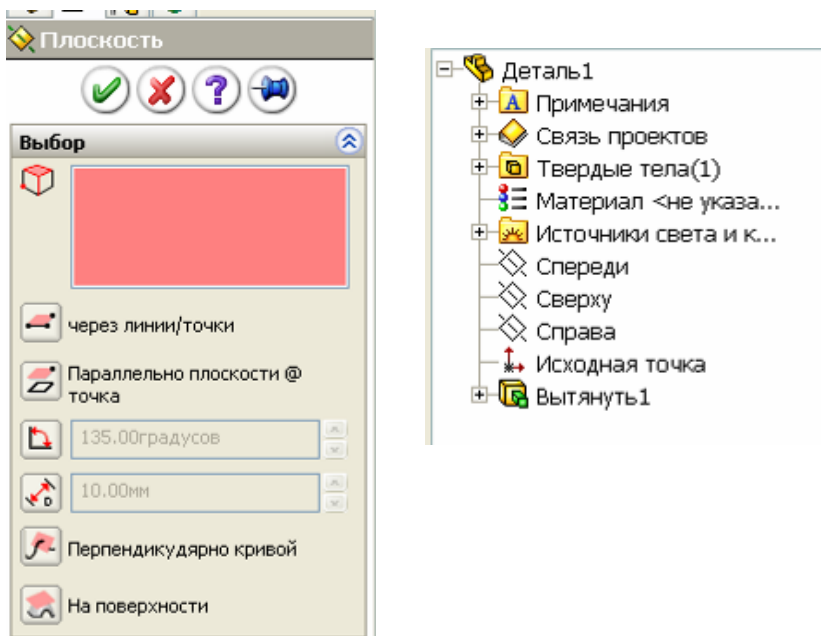 Плоскость
Выбор
через линии/точки
Параллельно плоскости @
точка
135.00градусов
10.00мм
Перпендикудярно кривой
На поверхности
Деталь1
Примечания
Связь проектов
Твердые тела(1)
Материал <не указа...
Источники света и к...
Спереди
Сверху
Справа
Исходная точка
Вытянуть1